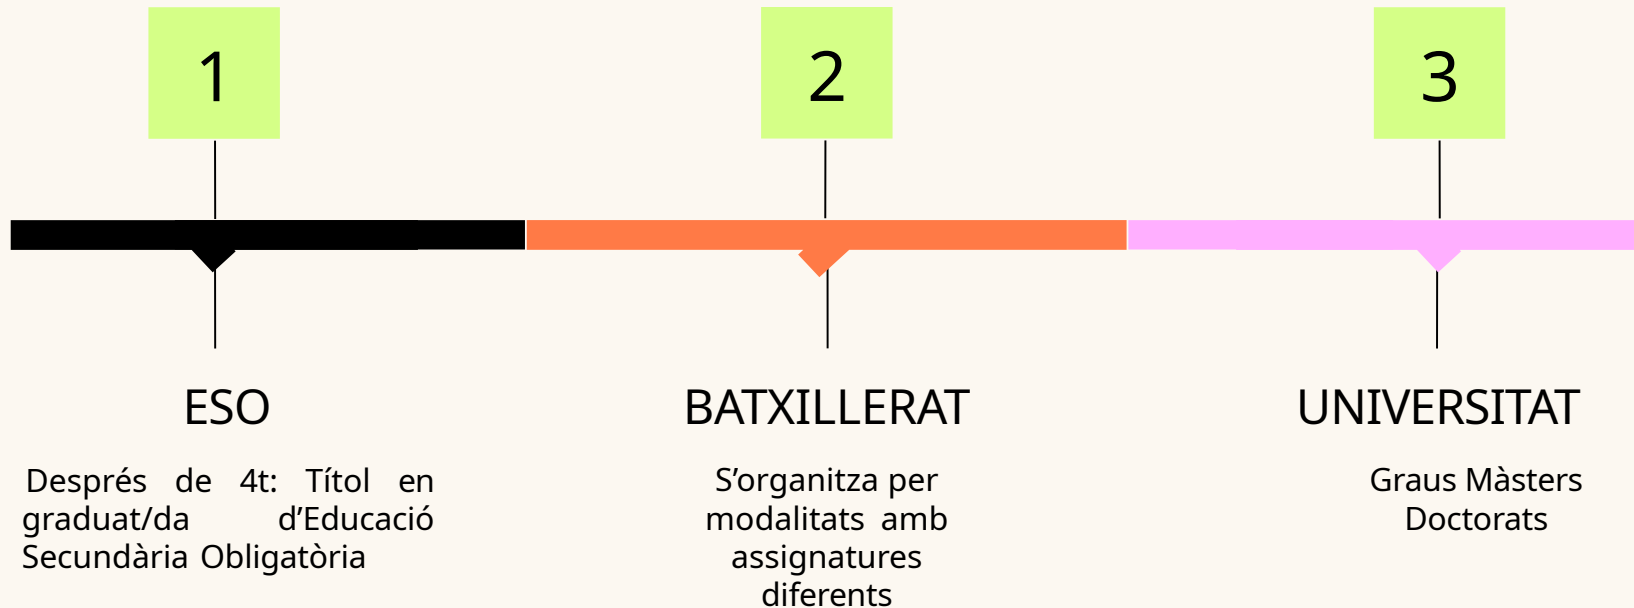 1
2
3
ESO
Després de 4t: Títol en
graduat/da d’Educació
Secundària Obligatòria
BATXILLERAT
S’organitza per
modalitats amb
assignatures
diferents
UNIVERSITAT
Graus Màsters
Doctorats